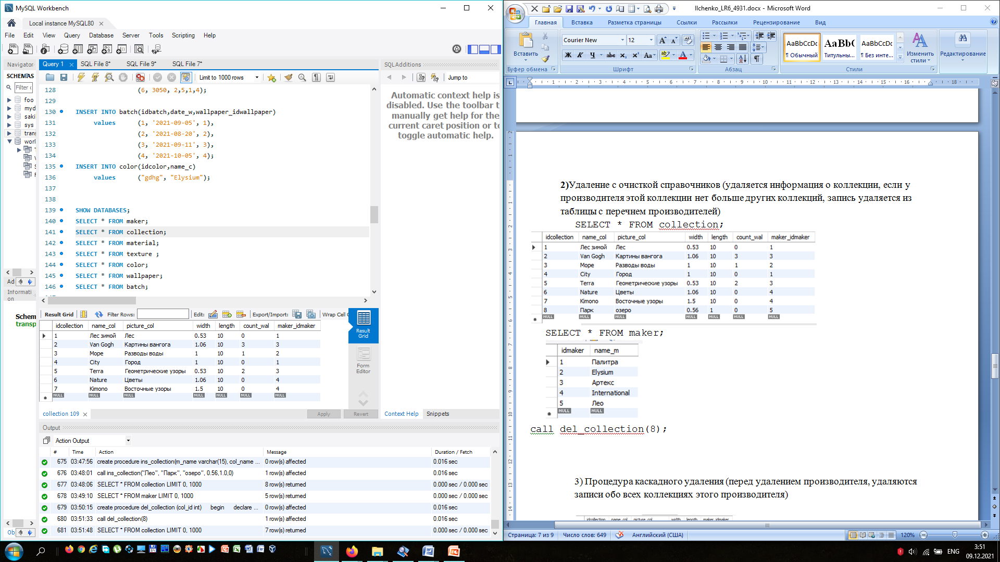 MySQL Workbench
Local instance MySQL80
File Edit View Query Database Server Tools Scripting Help
Navigator
SCHEMAS
foo
sys
Query 1
SQL File 8*
SQL File 9*
SQL File 7*
Limit to 1000 rows
128 (6, 3050, 2,5,1,4);
129
130 INSERT INTO batch(idbatch,date_w,wallpaper_idwallpaper)
131 values (1, '2021-09-05', 1),
132 (2, '2021-08-20', 2),
133 (3, '2021-09-11', 3),
134 (4, '2021-10-05', 4);
135 INSERT INTO color(idcolor,name_c)
136 values ("gdhg", "Elysium");
137
138
139 SHOW DATABASES;
140 SELECT * FROM maker;
141 SELECT * FROM collection;
142 SELECT * FROM material;
143 SELECT * FROM texture ;
144 SELECT * FROM color;
145 SELECT * FROM wallpaper;
146 SELECT * FROM batch;
Informati
on
Schem
transp
SQLAdditions
Jump to
Automatic context help is
disabled. Use the toolbar t
manually get help for the
current caret position or to
toggle automatic help.
Result Grid Filter Rows: Edit: Export/Import: Wrap Cell C
idcollection name_col picture_col width length count_wal maker_idmaker
1 Лес зимой Лес 0.53 10 0 1
2 Van Gogh Картины вангога 1.06 10 3 3
3 Море Разводы воды 1 10 1 2
4 City Город 1 10 0 1
5 Terra Геометрические узоры 0.53 10 2 3
6 Nature Цветы 1.06 10 0 4
7 Kimono Восточные узоры 1.5 10 0 4
NULL NULL NULL NULL NULL NULL NULL
Result
Grid
Form
Editor
collection 109
Apply
Revert
Context Help
Snippets
Output
Action Output
# Time Action Message Duration / Fetch
675 03:47:56 create procedure ins_collection(m_name varchar(15), col_name ... 0 row(s) affected 0.016 sec
676 03:48:01 call ins_collection("Лео", "Парк", "озеро", 0.56,1.0,0) 1 row(s) affected 0.016 sec
677 03:48:06 SELECT * FROM collection LIMIT 0, 1000 8 row(s) returned 0.000 sec / 0.000 sec
678 03:49:10 SELECT * FROM maker LIMIT 0, 1000 5 row(s) returned 0.000 sec / 0.000 sec
679 03:50:15 create procedure del_collection (col_id int) begin declare ... 0 row(s) affected 0.016 sec
680 03:51:33 call del_collection(8) 1 row(s) affected 0.016 sec
681 03:51:48 SELECT * FROM collection LIMIT 0, 1000 7 row(s) returned 0.000 sec / 0.000 sec
Ilchenko_LR6_4931.docx - Microsoft Word
Главная Вставка Разметка страницы Ссылки Рассылки Рецензирование Вид
Вставить
Буфер обмена
Courier New 12
Шрифт
Абзац
AaBbCcDc
¶ Обычный
Титульны...
¶ Без инте...
Изменить
стили
Стили
Редактирование
2)Удаление с очисткой справочников (удаляется информация о коллекции, если у
производителя этой коллекции нет больше других коллекций, запись удаляется из
таблицы с перечнем производителей)
SELECT * FROM collection;
idcollection name_col picture_col width length count_wal maker_idmaker
1 Лес зимой Лес 0.53 10 0 1
2 Van Gogh Картины вангога 1.06 10 3 3
3 Море Разводы воды 1 10 1 2
4 City Город 1 10 0 1
5 Terra Геометрические узоры 0.53 10 2 3
6 Nature Цветы 1.06 10 0 4
7 Kimono Восточные узоры 1.5 10 0 4
8 Парк озеро 0.56 1 0 5
NULL NULL NULL NULL NULL NULL NULL
SELECT * FROM maker;
idmaker name_m
1 Палитра
2 Elysium
3 Артекс
4 International
5 Лео
NULL NULL
call del_collection(8);
3) Процедура каскадного удаления (перед удалением производителя, удаляются
записи обо всех коллекциях этого производителя)
Страница: 7 из 9 Число слов: 649 Английский (США) 120%
ENG
3:51
09.12.2021